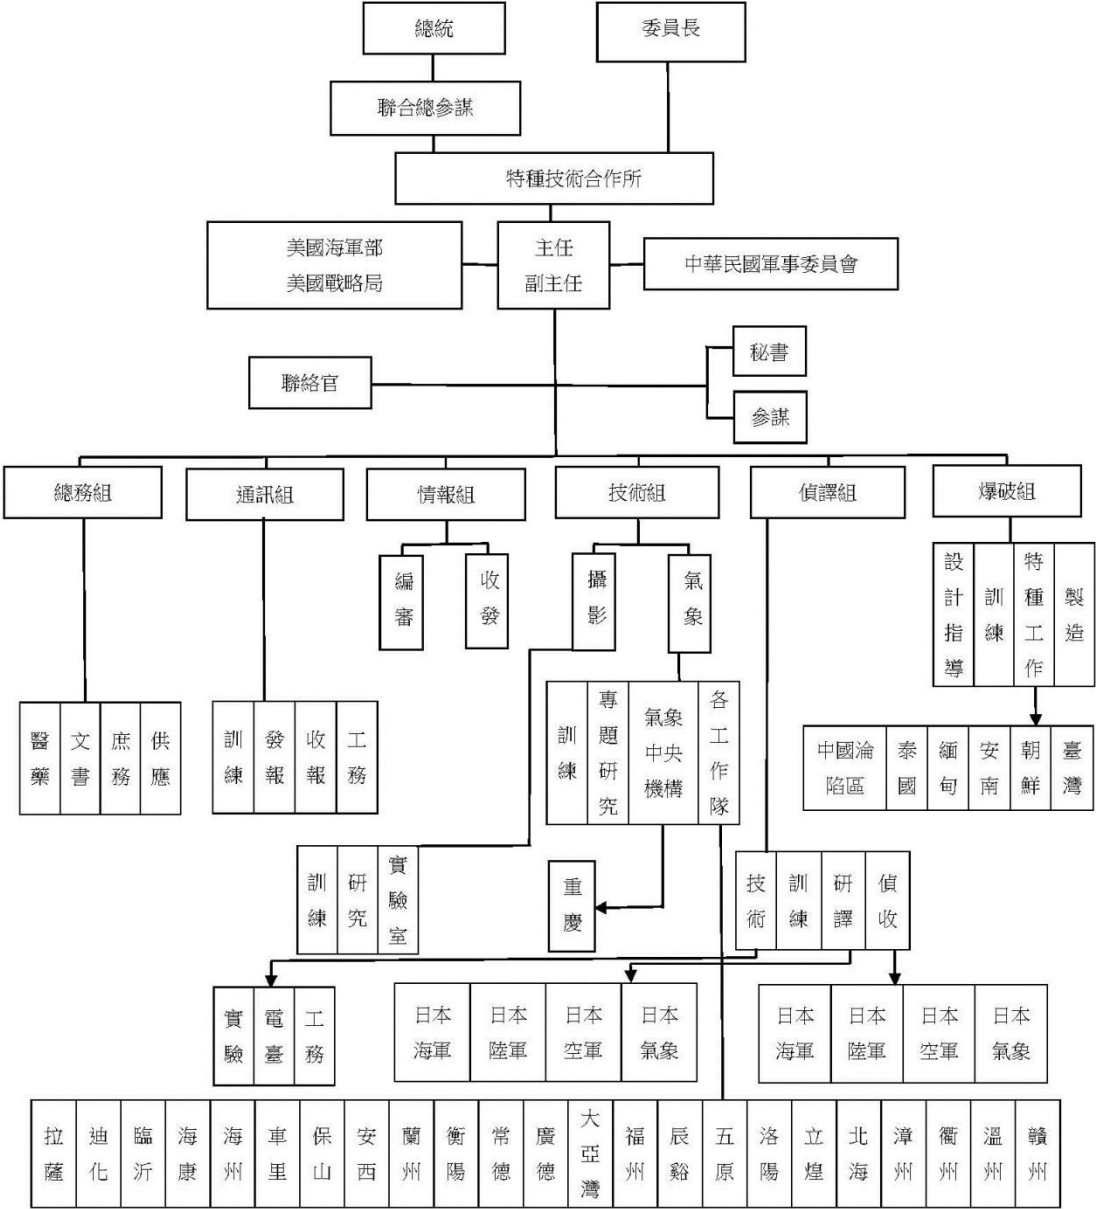 總統
委員長
聯合總參謀
特種技術合作所
美國海軍部
美國戰略局
主任
副主任
中華民國軍事委員會
聯絡官
秘書
參謀
總務組
通訊組
情報組
技術組
偵譯組
爆破組
編審
收發
攝影
氣象
設計指導
訓練
特種工作
製造
醫藥
文書
庶務
供應
訓練
發報
收報
工務
訓練
專題研究
氣象
中央
機構
各工作隊
中國淪
陷區
泰國
緬甸
安南
朝鮮
臺灣
訓練
研究
實驗室
重慶
技術
訓練
研譯
偵收
實驗
電臺
工務
日本
海軍
日本
陸軍
日本
空軍
日本
氣象
日本
海軍
日本
陸軍
日本
空軍
日本
氣象
拉薩
迪化
臨沂
海康
海州
車里
保山
安西
蘭州
衡陽
常德
廣德
大亞灣
福州
辰谿
五原
洛陽
立煌
北海
漳州
衢州
溫州
贛州